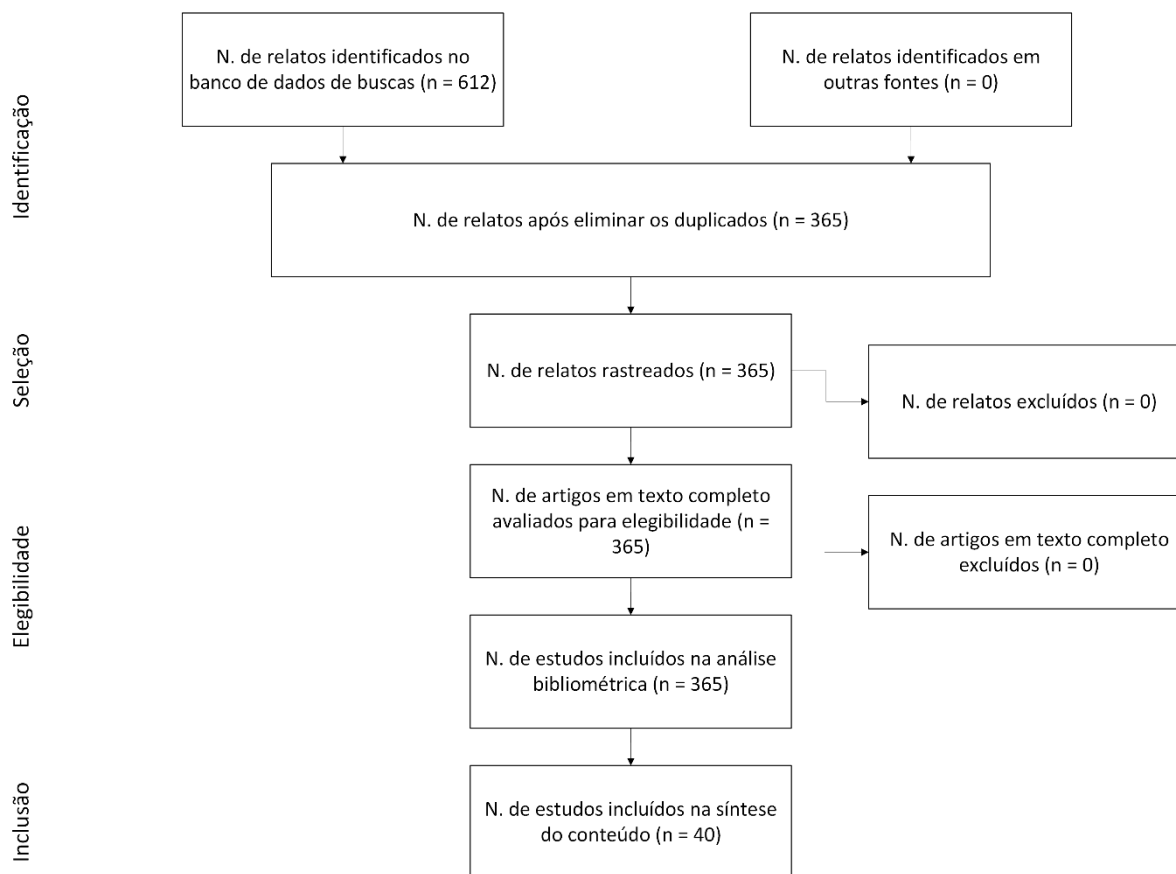 Identificação
N. de relatos identificados no
banco de dados de buscas (n = 612)
N. de relatos identificados em
outras fontes (n = 0)
N. de relatos após eliminar os duplicados (n = 365)
Seleção
N. de relatos rastreados (n = 365)
N. de relatos excluídos (n = 0)
Elegibilidade
N. de artigos em texto completo
avaliados para elegibilidade (n =
365)
N. de artigos em texto completo
excluídos (n = 0)
N. de estudos incluídos na análise
bibliométrica (n = 365)
Inclusão
N. de estudos incluídos na síntese
do conteúdo (n = 40)